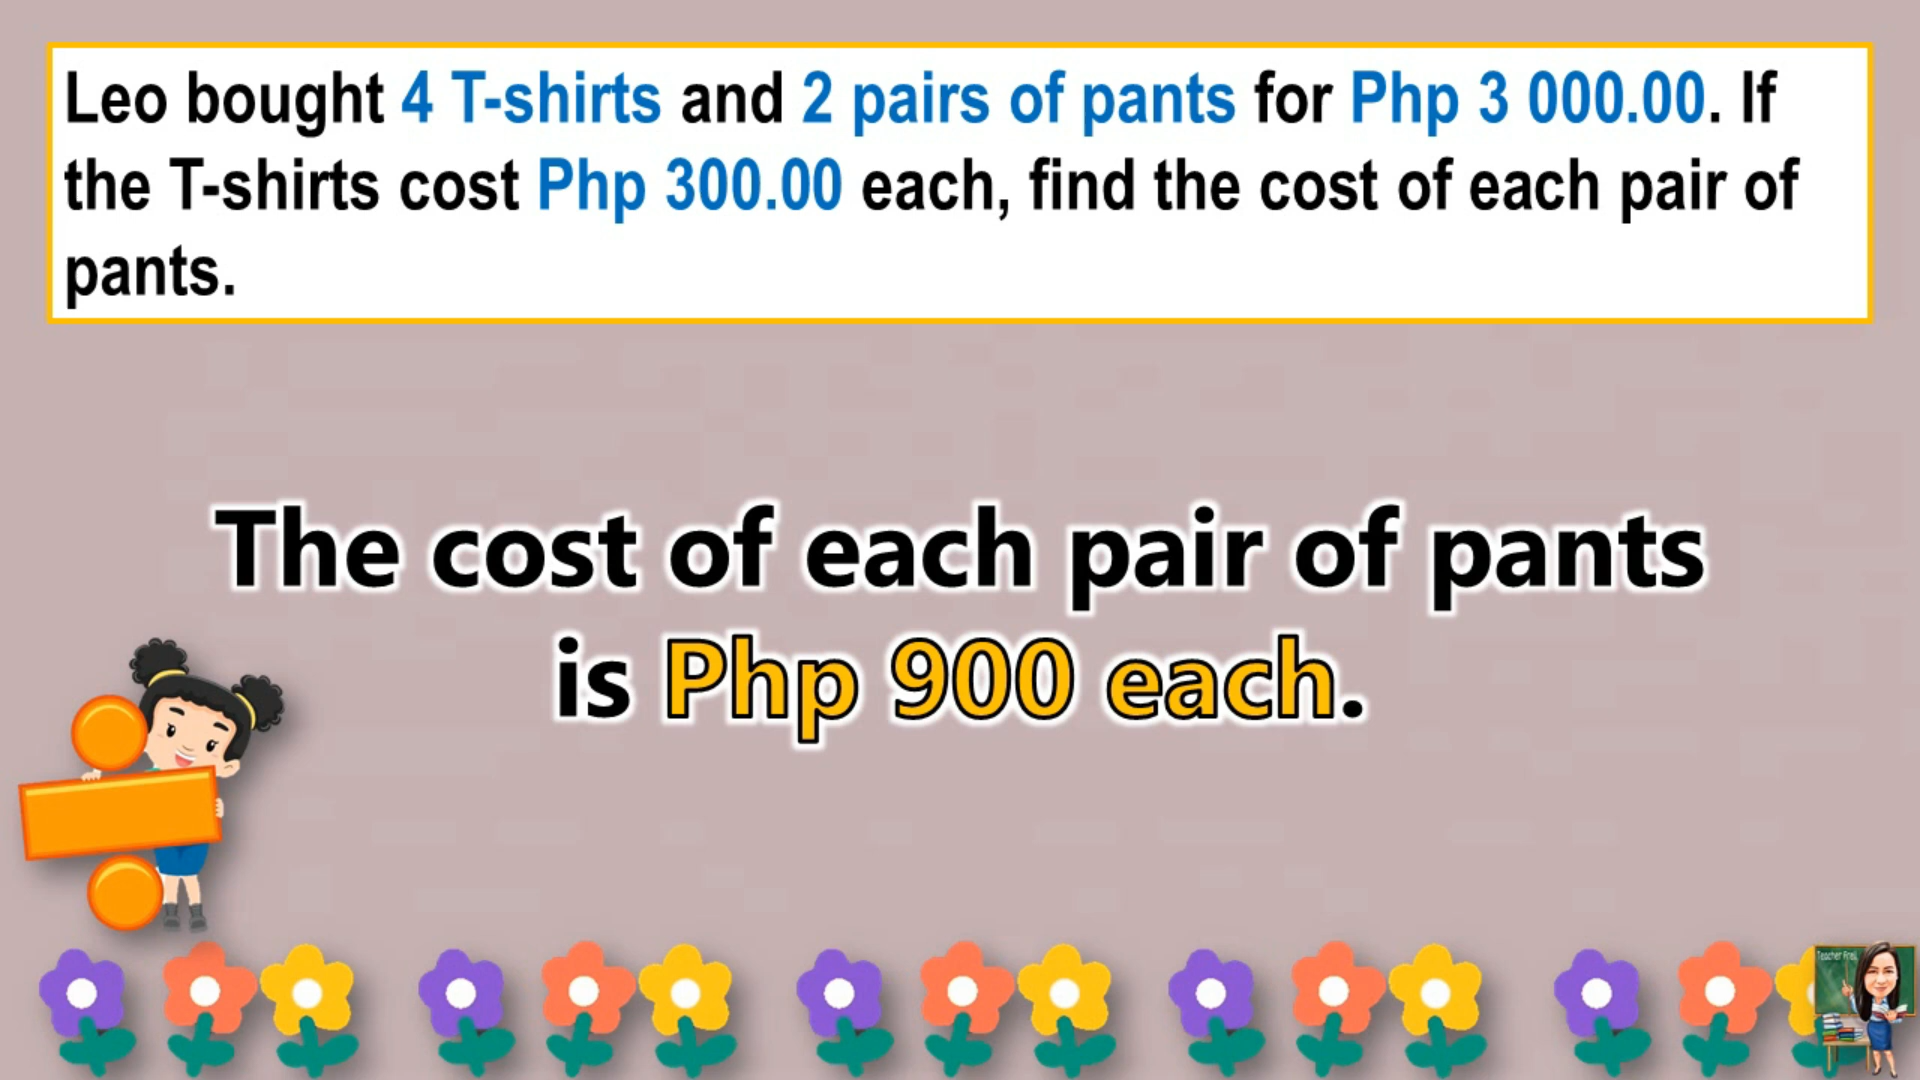 Leo bought 4 T-shirts and 2 pairs of pants for Php 3 000.00. If
the T-shirts cost Php 300.00 each, find the cost of each pair of
pants.
The cost of each pair of pants
is Php 900 each.